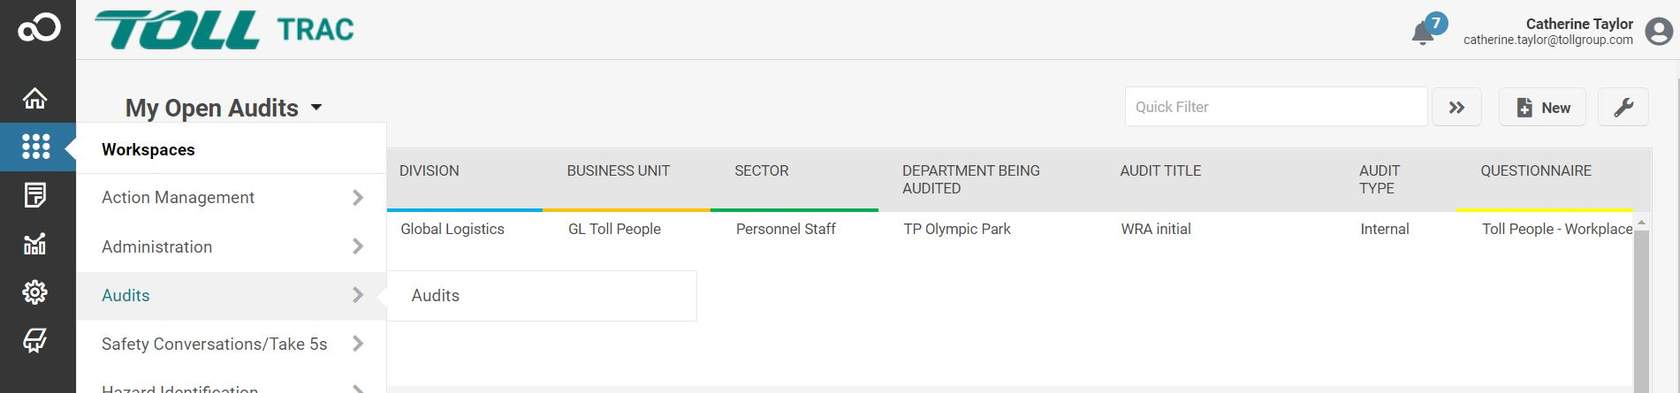 TOLL TRAC
7
Catherine Taylor
catherine.taylor@tollgroup.com
My Open Audits
Quick Filter
New
Workspaces
Action Management
Administration
Audits
Safety Conversations/Take 5s
Hazard Identification
Audits
DIVISION
BUSINESS UNIT
SECTOR
DEPARTMENT BEING
AUDITED
AUDIT TITLE
AUDIT
TYPE
QUESTIONNAIRE
Global Logistics
GL Toll People
Personnel Staff
TP Olympic Park
WRA initial
Internal
Toll People - Workplace